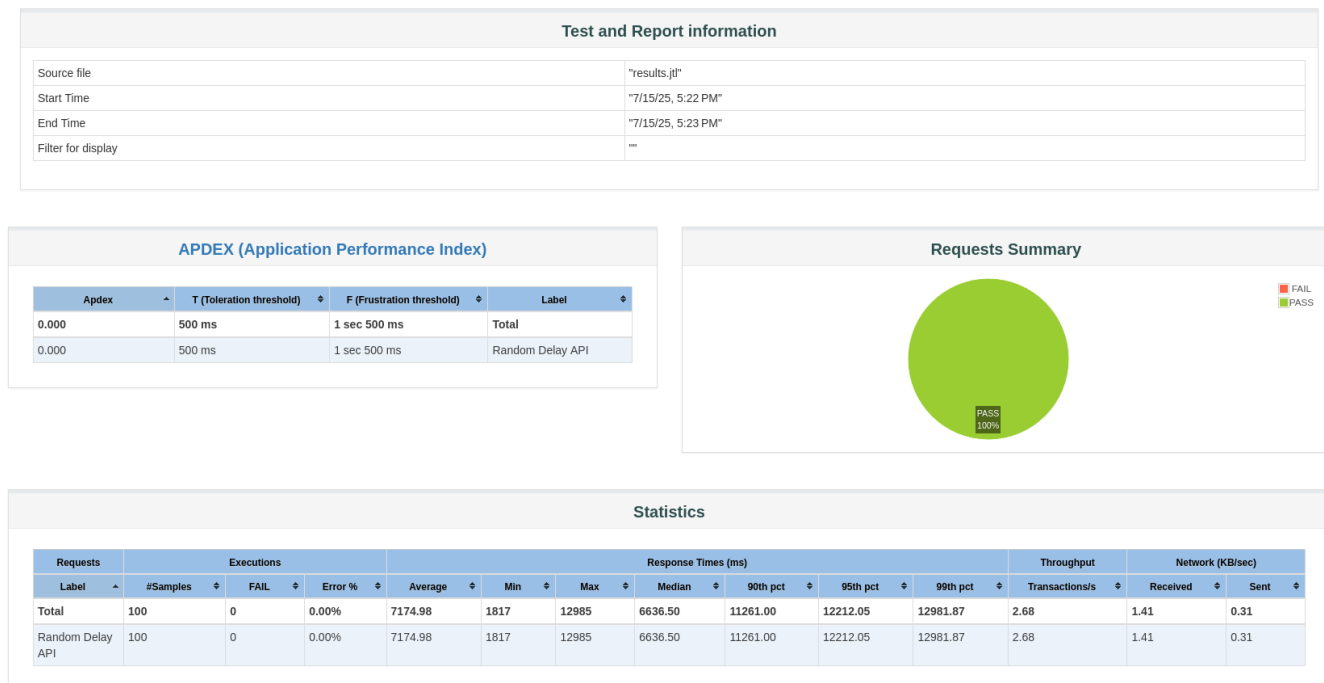 Test and Report information
Source file "results.jtl"
Start Time "7/15/25, 5:22 PM"
End Time "7/15/25, 5:23 PM"
Filter for display ""
APDEX (Application Performance Index)
Apdex T (Toleration threshold) F (Frustration threshold) Label
0.000 500 ms 1 sec 500 ms Total
0.000 500 ms 1 sec 500 ms Random Delay API
Requests Summary
FAIL
PASS
PASS
100%
Statistics
Requests Executions Response Times (ms) Throughput Network (KB/sec)
Label #Samples FAIL Error % Average Min Max Median 90th pct 95th pct 99th pct Transactions/s Received Sent
Total 100 0 0.00% 7174.98 1817 12985 6636.50 11261.00 12212.05 12981.87 2.68 1.41 0.31
Random Delay API 100 0 0.00% 7174.98 1817 12985 6636.50 11261.00 12212.05 12981.87 2.68 1.41 0.31